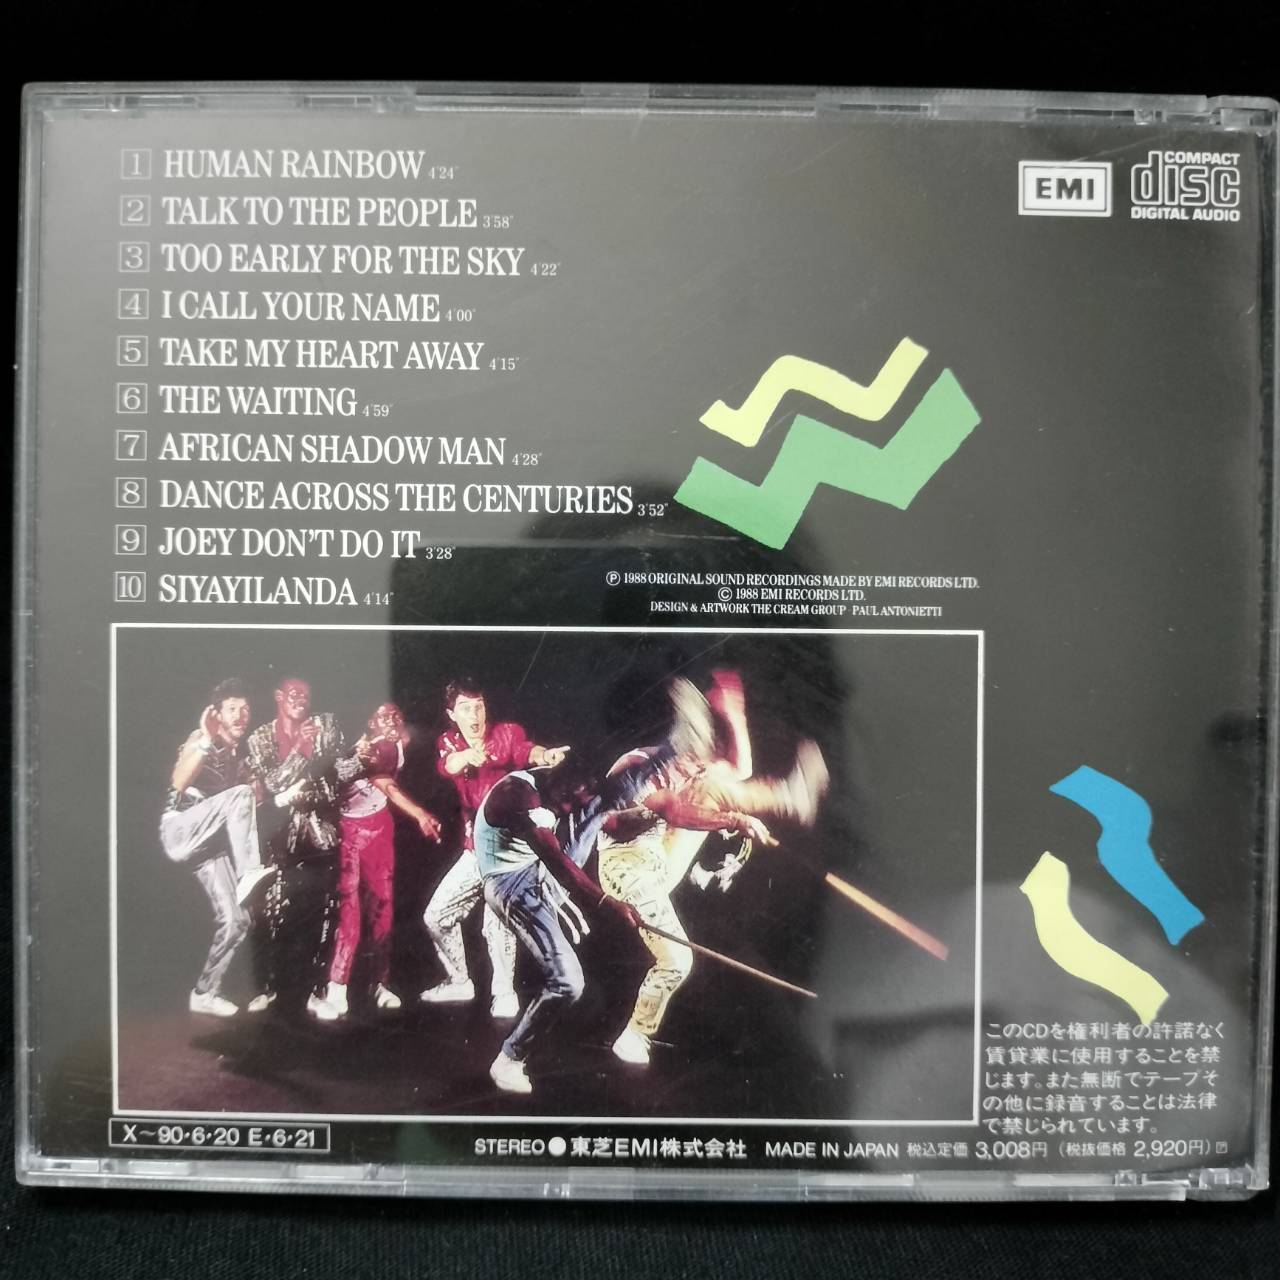 1 HUMAN RAINBOW 4'24"
2 TALK TO THE PEOPLE 3'58"
3 TOO EARLY FOR THE SKY 4'22"
4 I CALL YOUR NAME 4'00"
5 TAKE MY HEART AWAY 4'15"
6 THE WAITING 4'59"
7 AFRICAN SHADOW MAN 4'28"
8 DANCE ACROSS THE CENTURIES 3'52"
9 JOEY DON'T DO IT 3'28"
10 SIYAYILANDA 4'14"
EMI
COMPACT
disc
DIGITAL AUDIO
Ⓟ 1988 ORIGINAL SOUND RECORDINGS MADE BY EMI RECORDS LTD.
© 1988 EMI RECORDS LTD.
DESIGN & ARTWORK THE CREAM GROUP · PAUL ANTONIETTI
このCDを権利者の許諾なく
賃貸業に使用することを禁
じます。また無断でテープそ
の他に録音することは法律
で禁じられています。
X〜90・6・20 E・6・21
STEREO●東芝EMI株式会社 MADE IN JAPAN 税込定価 3,008円 (税抜価格 2,920円) 🄿